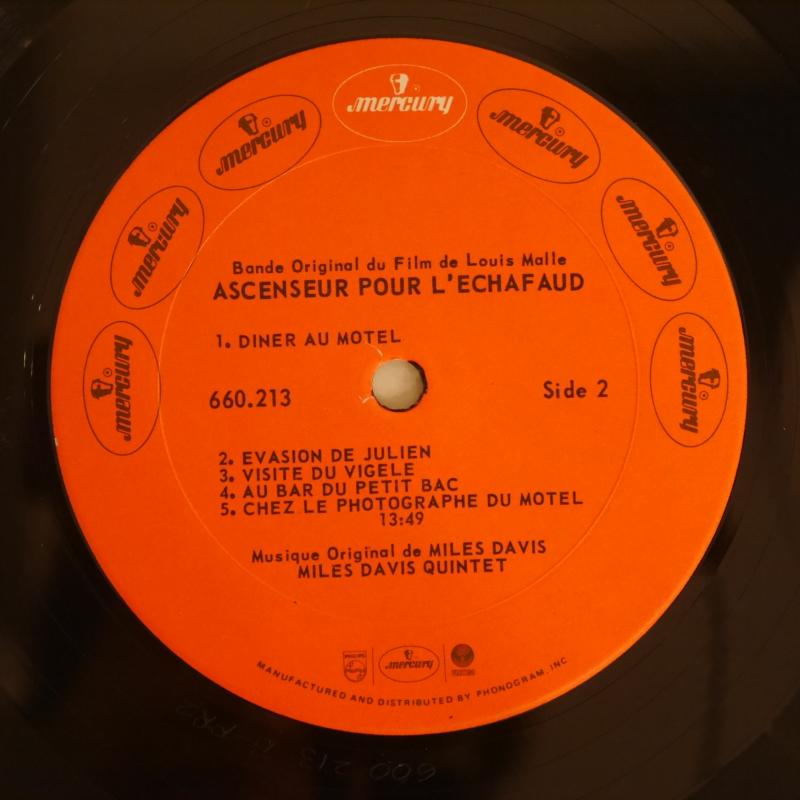 mercury
mercury
mercury
mercury
mercury
mercury
mercury
Bande Original du Film de Louis Malle
ASCENSEUR POUR L'ECHAFAUD
1. DINER AU MOTEL
660.213
Side 2
2. EVASION DE JULIEN
3. VISITE DU VIGELE
4. AU BAR DU PETIT BAC
5. CHEZ LE PHOTOGRAPHE DU MOTEL
13:49
Musique Original de MILES DAVIS
MILES DAVIS QUINTET
PHILIPS
mercury
MANUFACTURED AND DISTRIBUTED BY PHONOGRAM, INC.